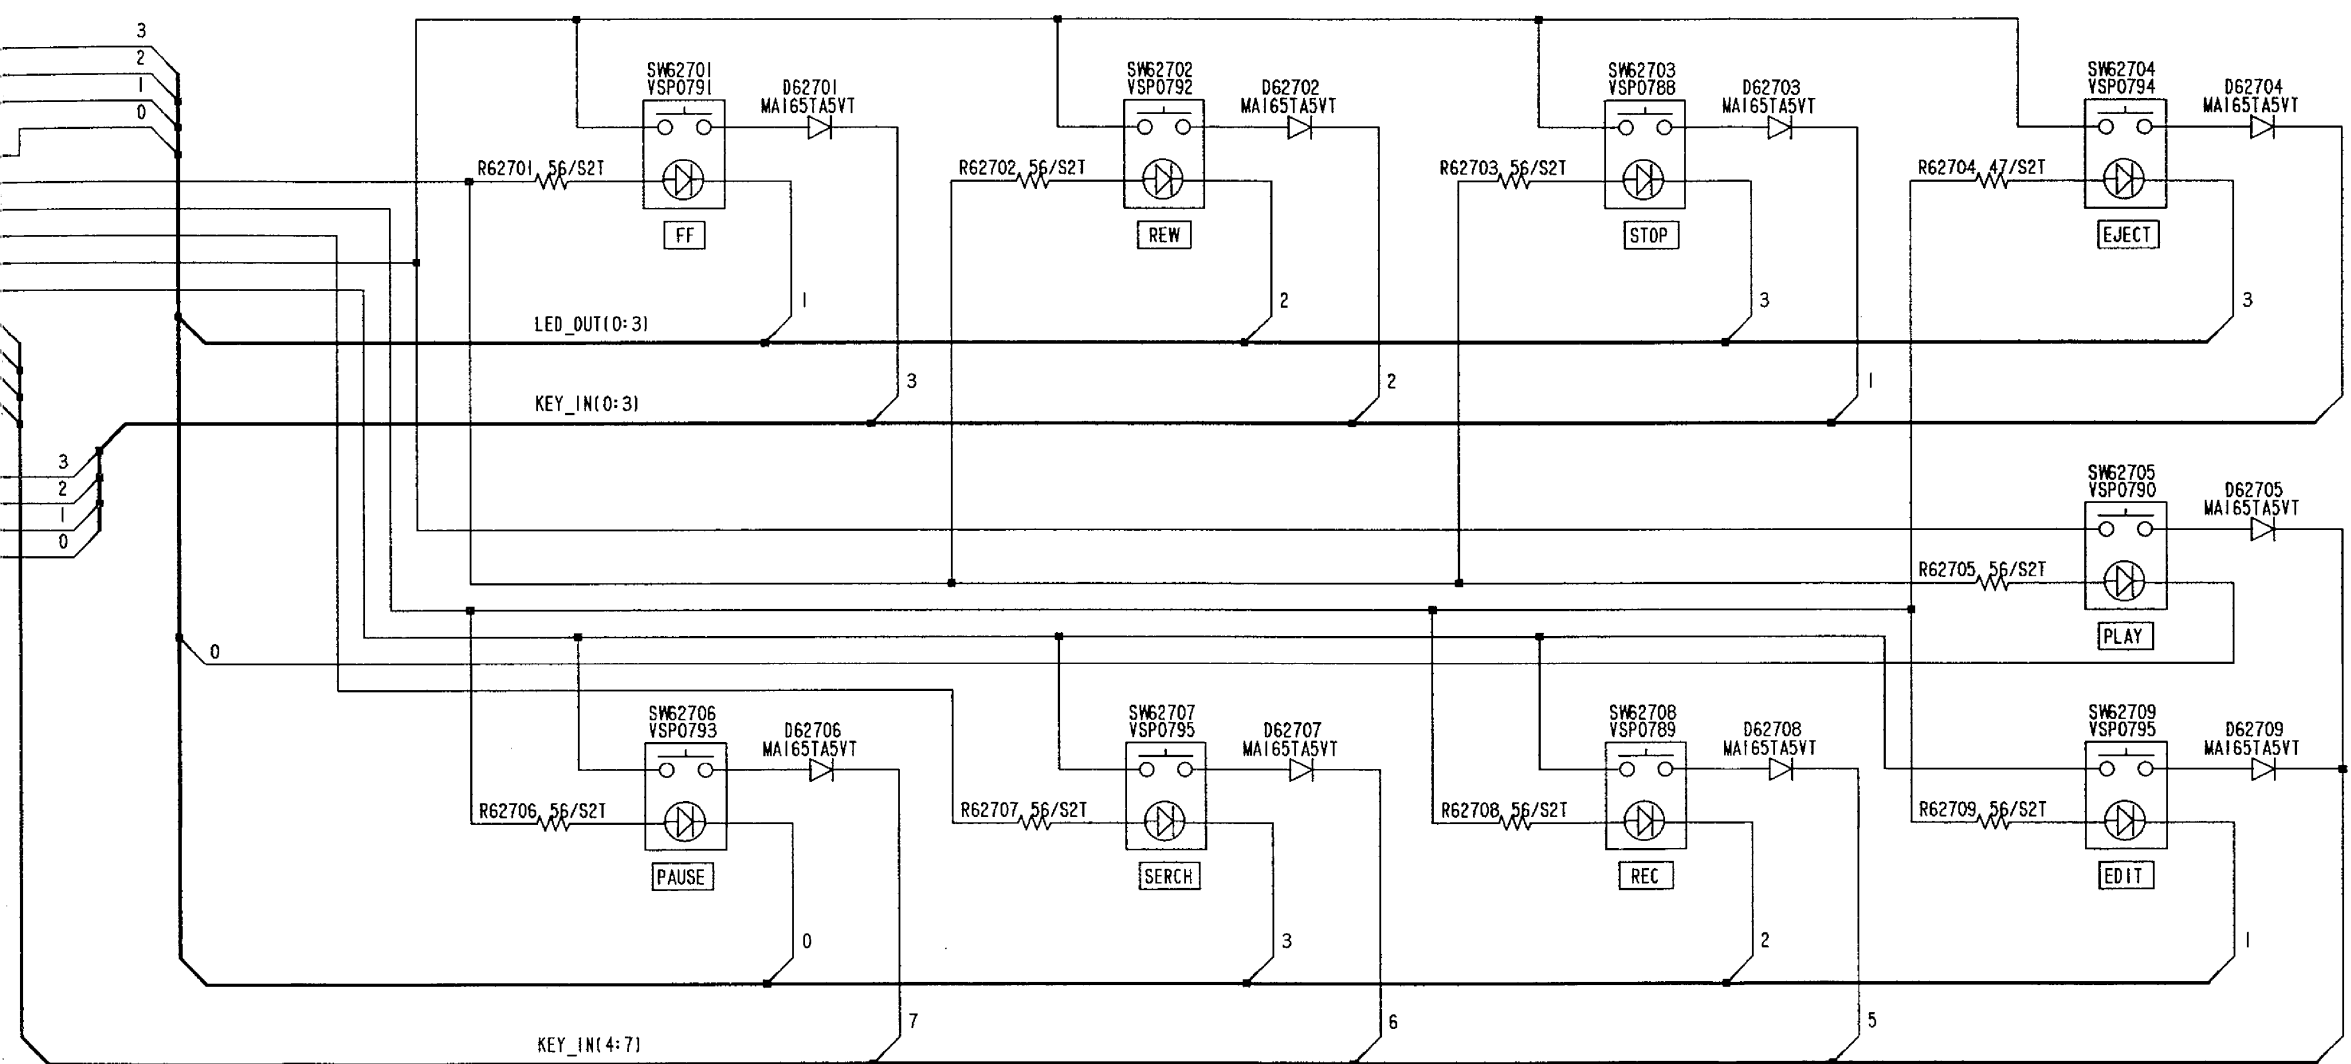 3
2
1
0
SW62701
VSP0791
D62701
MA165TA5VT
R62701 56/S2T
FF
1
3
SW62702
VSP0792
D62702
MA165TA5VT
R62702 56/S2T
REW
2
2
SW62703
VSP0788
D62703
MA165TA5VT
R62703 56/S2T
STOP
3
1
SW62704
VSP0794
D62704
MA165TA5VT
R62704 47/S2T
EJECT
3
LED_OUT(0:3)
KEY_IN(0:3)
3
2
1
0
SW62705
VSP0790
D62705
MA165TA5VT
R62705 56/S2T
PLAY
0
SW62706
VSP0793
D62706
MA165TA5VT
R62706 56/S2T
PAUSE
0
7
SW62707
VSP0795
D62707
MA165TA5VT
R62707 56/S2T
SERCH
3
6
SW62708
VSP0789
D62708
MA165TA5VT
R62708 56/S2T
REC
2
5
SW62709
VSP0795
D62709
MA165TA5VT
R62709 56/S2T
EDIT
1
KEY_IN(4:7)